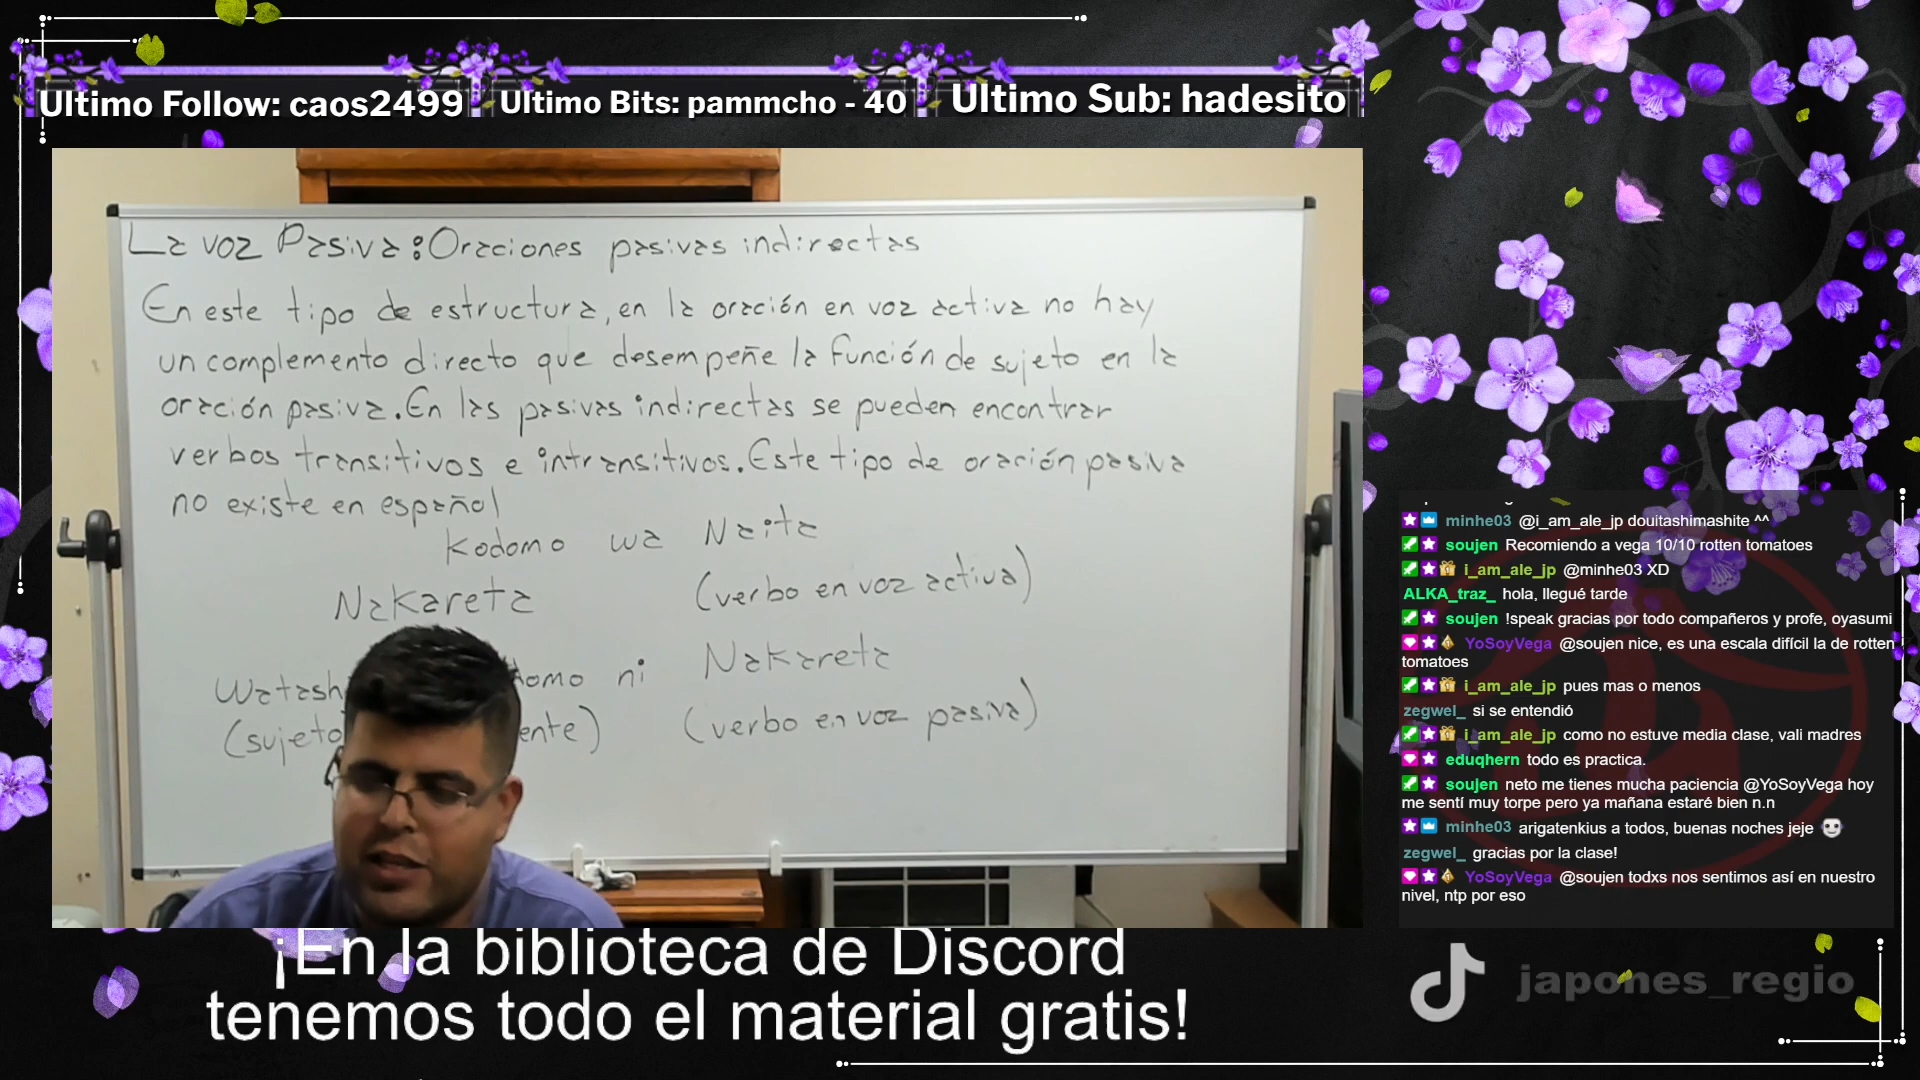 Ultimo Follow: caos2499
Ultimo Bits: pammcho - 40
Ultimo Sub: hadesito
La voz Pasiva: Oraciones pasivas indirectas
En este tipo de estructura, en la oración en voz activa no hay
un complemento directo que desempeñe la función de sujeto en la
oración pasiva. En las pasivas indirectas se pueden encontrar
verbos transitivos e intransitivos. Este tipo de oración pasiva
no existe en español
Kodomo wa Naita
Nakareta (verbo en voz activa)
ni Nakareta
(sujeto (verbo en voz pasiva)
minhe03 @i_am_ale_jp douitashimashite ^^
soujen Recomiendo a vega 10/10 rotten tomatoes
i_am_ale_jp @minhe03 XD
ALKA_traz_ hola, llegué tarde
soujen !speak gracias por todo compañeros y profe, oyasumi
YoSoyVega @soujen nice, es una escala difícil la de rotten
tomatoes
i_am_ale_jp pues mas o menos
zegwel_ si se entendió
i_am_ale_jp como no estuve media clase, vali madres
eduqhern todo es practica.
soujen neto me tienes mucha paciencia @YoSoyVega hoy
me sentí muy torpe pero ya mañana estaré bien n.n
minhe03 arigatenkius a todos, buenas noches jeje
zegwel_ gracias por la clase!
YoSoyVega @soujen todxs nos sentimos así en nuestro
nivel, ntp por eso
¡En la biblioteca de Discord
tenemos todo el material gratis!
japones_regio